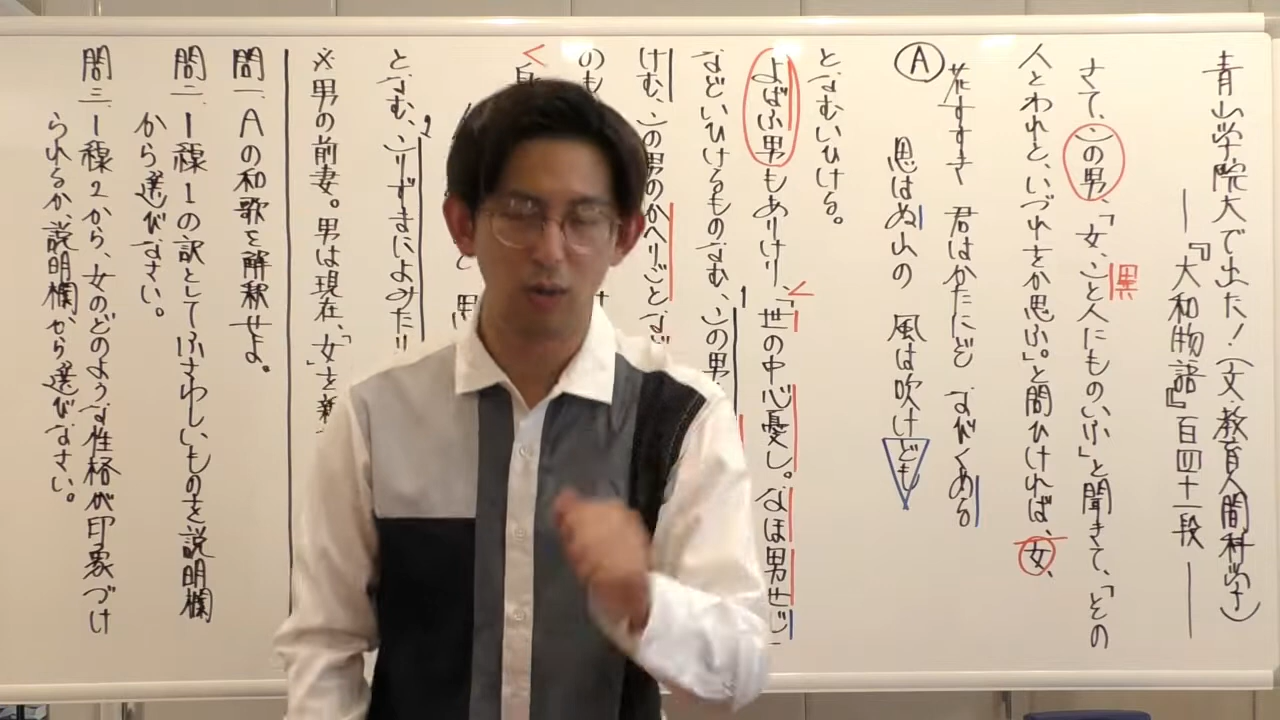 青山学院大で出た!(文、教育人間科学)
―『大和物語』百四十一段―
さて、この男、「女、こと人にものいふ」と聞きて、「その
異
人とわれと、いづれをか思ふ。」と問ひければ、女、
A
花すすき 君はかたにぞ なびくある
思はぬ山の 風は吹けども
となむいひける。
よばふ男もありけり、「世の中心憂し。なほ男せじ」
などいひけるものなむ、この男
1
けむ、この男のかへりごとなど
のも
となむ、こりずまによみたり
2
※男の前妻。男は現在、「女」を新
問一、Aの和歌を解釈せよ。
問二、1線1の訳としてふさわしいものを説明欄
から選びなさい。
問三、1線2から、女のどのような性格が印象づけ
られるか、説明欄から選びなさい。